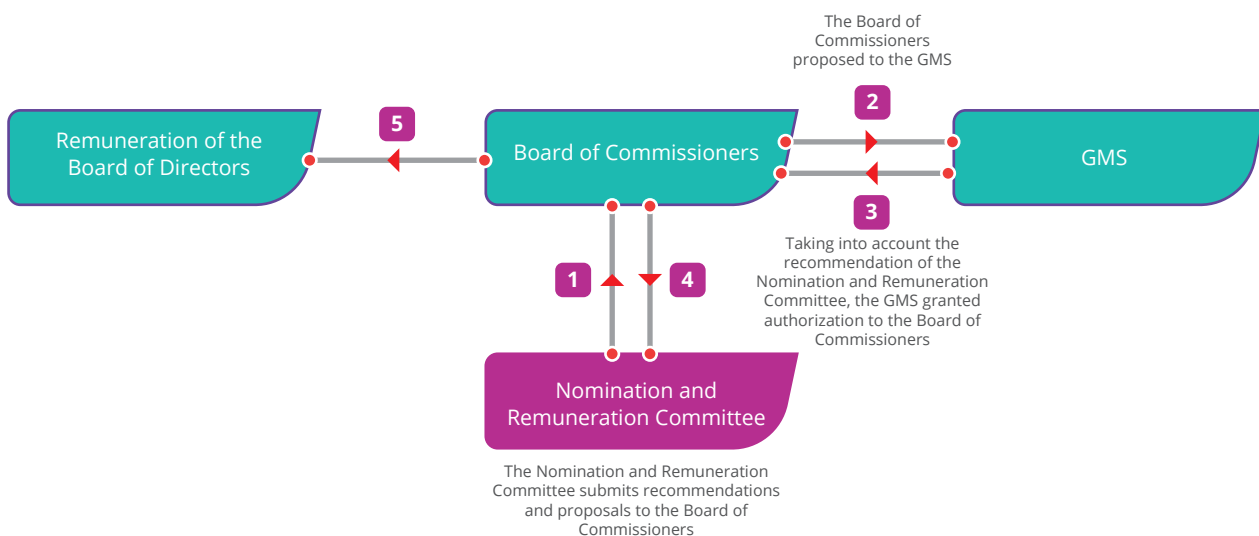 The Board of
Commissioners
proposed to the GMS
2
5
Remuneration of the
Board of Directors
Board of Commissioners
GMS
3
Taking into account the
recommendation of the
Nomination and Remuneration
Committee, the GMS granted
authorization to the Board of
Commissioners
1
4
Nomination and
Remuneration Committee
The Nomination and Remuneration
Committee submits recommendations
and proposals to the Board of
Commissioners